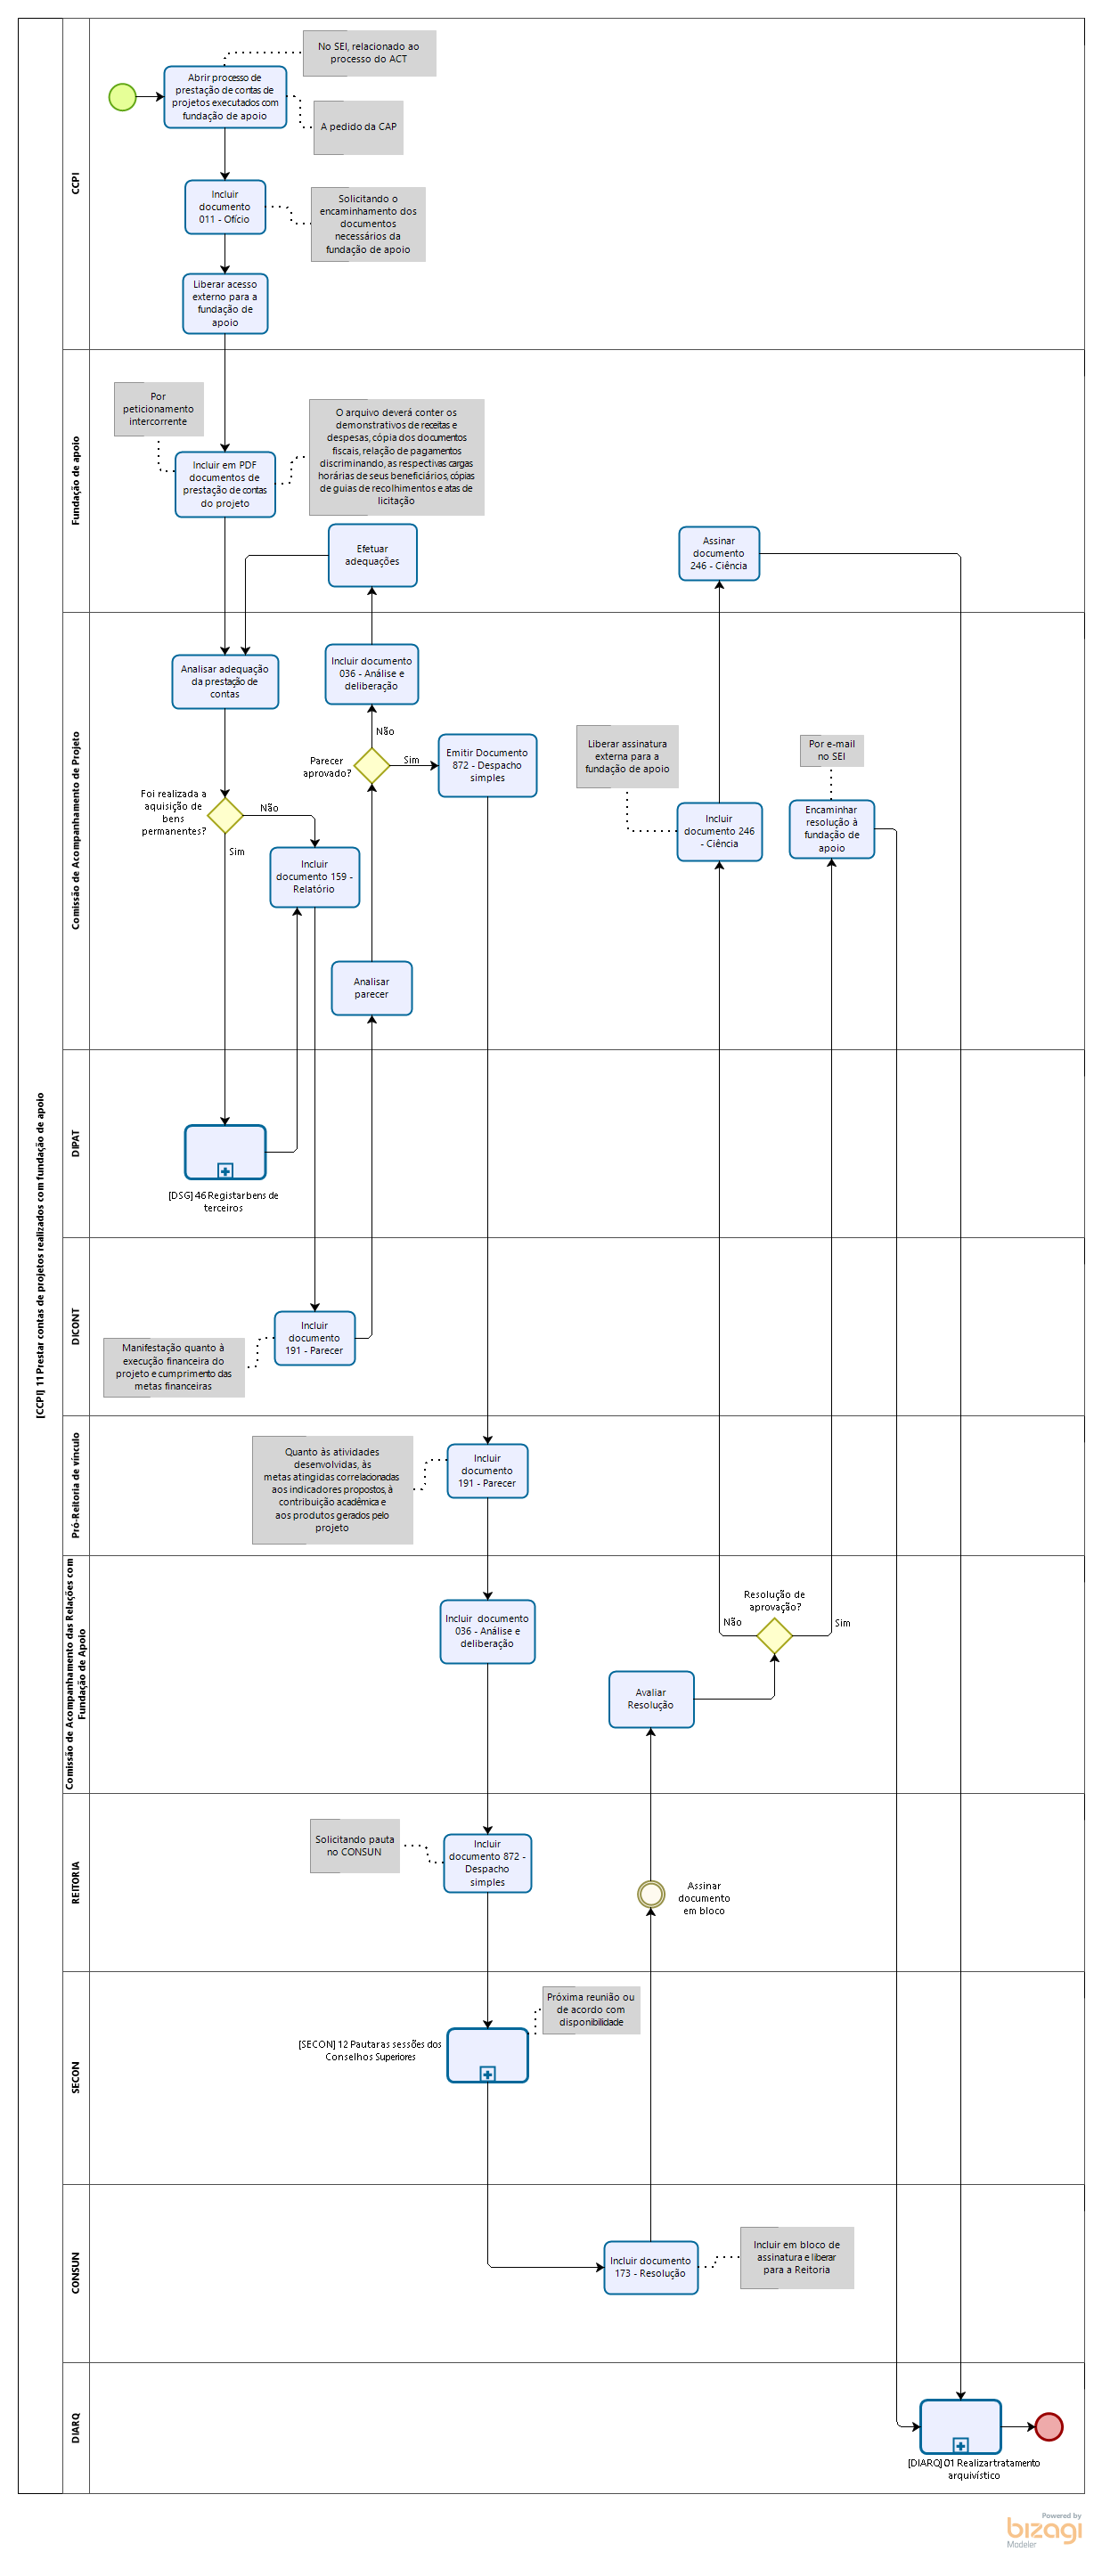 [CCPI] 11 Prestar contas de projetos realizados com fundação de apoio
CCPI
No SEI, relacionado ao
processo do ACT
Abrir processo de
prestação de contas de
projetos executados com
fundação de apoio
A pedido da CAP
Incluir
documento
011 - Ofício
Solicitando o
encaminhamento dos
documentos
necessários da
fundação de apoio
Liberar acesso
externo para a
fundação de
apoio
Fundação de apoio
Por
peticionamento
intercorrente
O arquivo deverá conter os
demonstrativos de receitas e
despesas, cópia dos documentos
fiscais, relação de pagamentos
discriminando, as respectivas cargas
horárias de seus beneficiários, cópias
de guias de recolhimentos e atas de
licitação
Incluir em PDF
documentos de
prestação de contas
do projeto
Efetuar
adequações
Assinar
documento
246 - Ciência
Comissão de Acompanhamento de Projeto
Analisar adequação
da prestação de
contas
Incluir documento
036 - Análise e
deliberação
Não
Parecer
aprovado?
Sim
Emitir Documento
872 - Despacho
simples
Liberar assinatura
externa para a
fundação de apoio
Por e-mail
no SEI
Foi realizada a
aquisição de
bens
permanentes?
Não
Sim
Incluir
documento 246
- Ciência
Encaminhar
resolução à
fundação de
apoio
Incluir
documento 159 -
Relatório
Analisar
parecer
DIPAT
[DSG] 46 Registar bens de
terceiros
DICONT
Incluir
documento
191 - Parecer
Manifestação quanto à
execução financeira do
projeto e cumprimento das
metas financeiras
Pró-Reitoria de vínculo
Quanto às atividades
desenvolvidas, às
metas atingidas correlacionadas
aos indicadores propostos, à
contribuição acadêmica e
aos produtos gerados pelo
projeto
Incluir
documento
191 - Parecer
Comissão de Acompanhamento das Relações com
Fundação de Apoio
Incluir documento
036 - Análise e
deliberação
Resolução de
aprovação?
Não
Sim
Avaliar
Resolução
REITORIA
Solicitando pauta
no CONSUN
Incluir
documento 872 -
Despacho
simples
Assinar
documento
em bloco
SECON
Próxima reunião ou
de acordo com
disponibilidade
[SECON] 12 Pautar as sessões dos
Conselhos Superiores
CONSUN
Incluir documento
173 - Resolução
Incluir em bloco de
assinatura e liberar
para a Reitoria
DIARQ
[DIARQ] 01 Realizar tratamento
arquivístico
Powered by
bizagi
Modeler